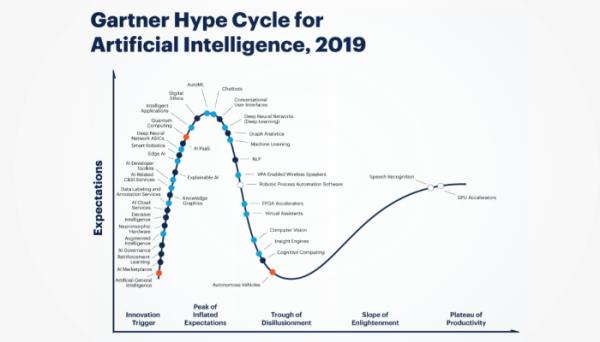 Gartner Hype Cycle for
Artificial Intelligence, 2019
Expectations
AutoML
Chatbots
Digital
Ethics
Conversational
User Interfaces
Intelligent
Applications
Deep Neural Networks
(Deep Learning)
Quantum
Computing
Graph Analytics
Deep Neural
Network ASICs
Machine Learning
Smart Robotics
AI PaaS
Edge AI
NLP
AI Developer
Toolkits
VPA Enabled Wireless Speakers
AI Related
C&SI Services
Explainable AI
Robotic Process Automation Software
Data Labeling and
Annotation Services
Knowledge
Graphics
AI Cloud
Services
FPGA Accelerators
Decision
Intelligence
Virtual Assistants
Neuromorphic
Hardware
Augmented
Intelligence
Computer Vision
AI Governance
Insight Engines
Reinforcement
Learning
Cognitive Computing
AI Marketplaces
Artificial General
Intelligence
Autonomous Vehicles
Speech Recognition
GPU Accelerators
Innovation
Trigger
Peak of
Inflated
Expectations
Trough of
Disillusionment
Slope of
Enlightenment
Plateau of
Productivity